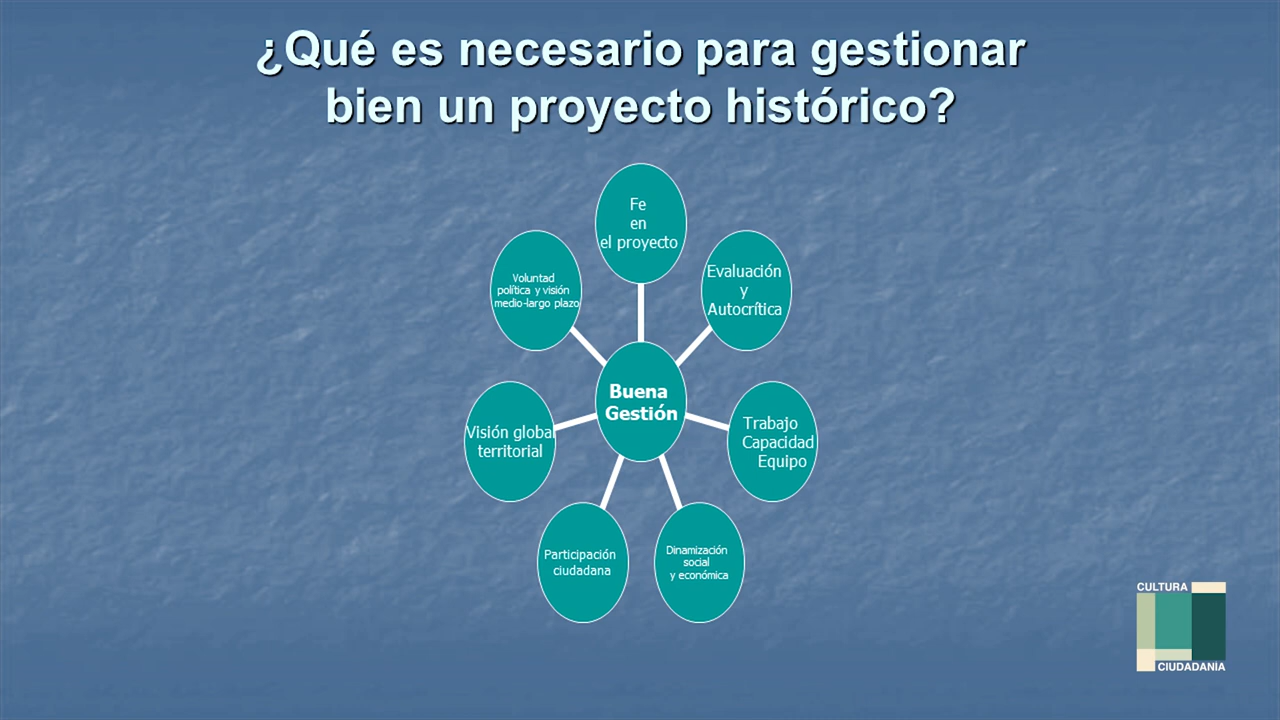 ¿Qué es necesario para gestionar
bien un proyecto histórico?
Fe
en
el proyecto
Evaluación
y
Autocrítica
Trabajo
Capacidad
Equipo
Dinamización
social
y económica
Participación
ciudadana
Visión global
territorial
Voluntad
política y visión
medio-largo plazo
Buena
Gestión
CULTURA
CIUDADANÍA